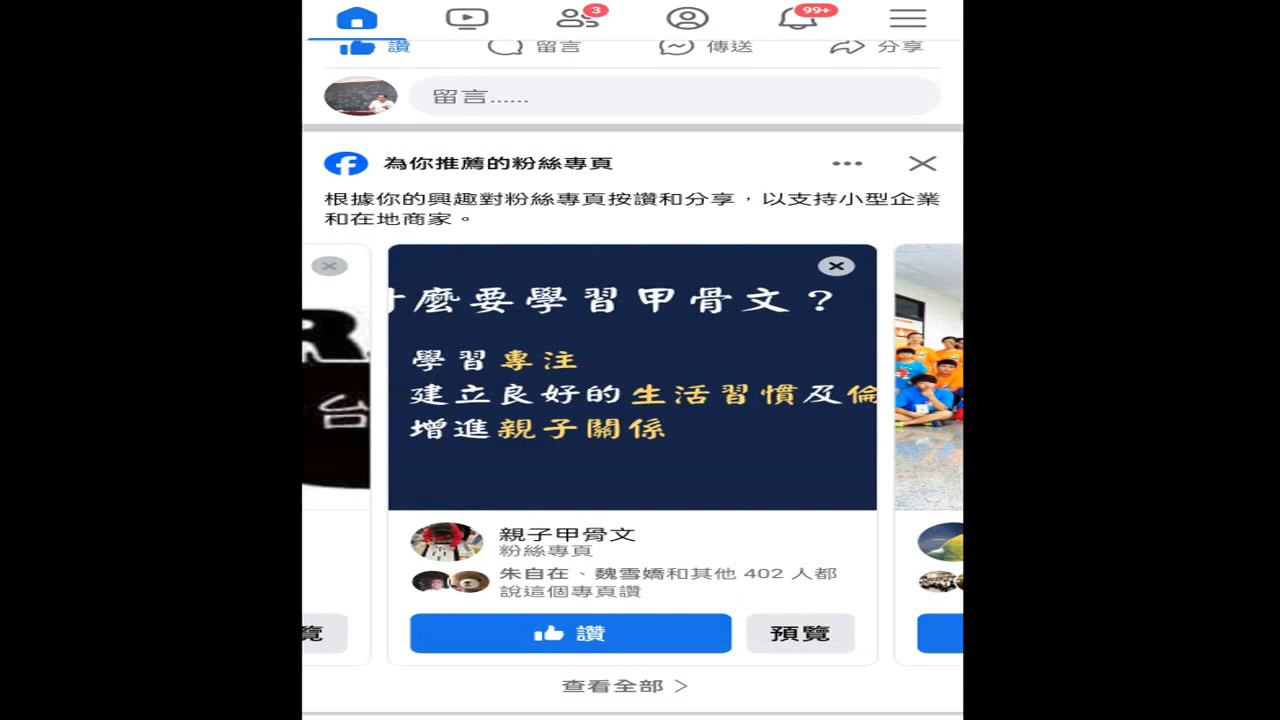 3
99+
讚 留言 傳送 分享
留言......
為你推薦的粉絲專頁
根據你的興趣對粉絲專頁按讚和分享，以支持小型企業
和在地商家。
麼要學習甲骨文？
學習專注
建立良好的生活習慣及倫
增進親子關係
R
台
親子甲骨文
粉絲專頁
朱自在、魏雪嬌和其他 402 人都
說這個專頁讚
覽
讚 預覽
查看全部 >